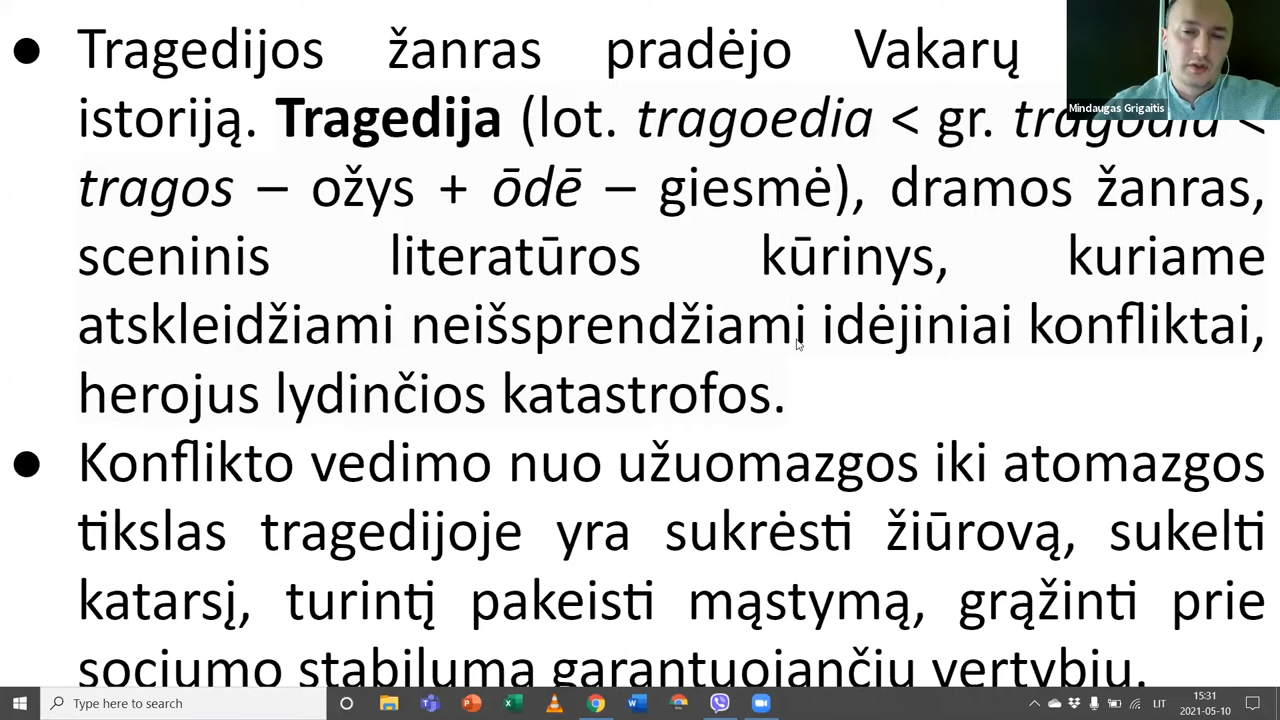 ● Tragedijos žanras pradėjo Vakarų
istoriją. Tragedija (lot. tragoedia < gr. tragōdia <
tragos – ožys + ōdē – giesmė), dramos žanras,
sceninis literatūros kūrinys, kuriame
atskleidžiami neišsprendžiami idėjiniai konfliktai,
herojus lydinčios katastrofos.
● Konflikto vedimo nuo užuomazgos iki atomazgos
tikslas tragedijoje yra sukrėsti žiūrovą, sukelti
katarsį, turintį pakeisti mąstymą, grąžinti prie
sociumo stabilumą garantuojančių vertybių.
Mindaugas Grigaitis
Type here to search
LIT
15:31
2021-05-10